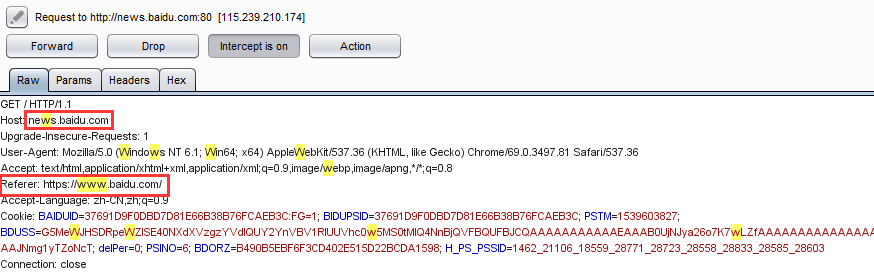 Request to http://news.baidu.com:80 [115.239.210.174]
Forward Drop Intercept is on Action
Raw Params Headers Hex
GET / HTTP/1.1
Host: news.baidu.com
Upgrade-Insecure-Requests: 1
User-Agent: Mozilla/5.0 (Windows NT 6.1; Win64; x64) AppleWebKit/537.36 (KHTML, like Gecko) Chrome/69.0.3497.81 Safari/537.36
Accept: text/html,application/xhtml+xml,application/xml;q=0.9,image/webp,image/apng,*/*;q=0.8
Referer: https://www.baidu.com/
Accept-Language: zh-CN,zh;q=0.9
Cookie: BAIDUID=37691D9F0DBD7D81E66B38B76FCAEB3C:FG=1; BIDUPSID=37691D9F0DBD7D81E66B38B76FCAEB3C; PSTM=1539603827;
BDUSS=G5MeWJHSDRpeWZISE40NXdXVzgzYVdlQUY2YnVBV1RlUUVhc0w5MS0tMlQ4NnBjQVFBQUFBJCQAAAAAAAAAAAEAAAB0UjNJya26o7K7wLZfAAAAAAAAAAAAAAAAAAAAAAAAAAAAAAAA
AAJNmg1yTZoNcT; delPer=0; PSINO=6; BDORZ=B490B5EBF6F3CD402E515D22BCDA1598; H_PS_PSSID=1462_21106_18559_28771_28723_28558_28833_28585_28603
Connection: close